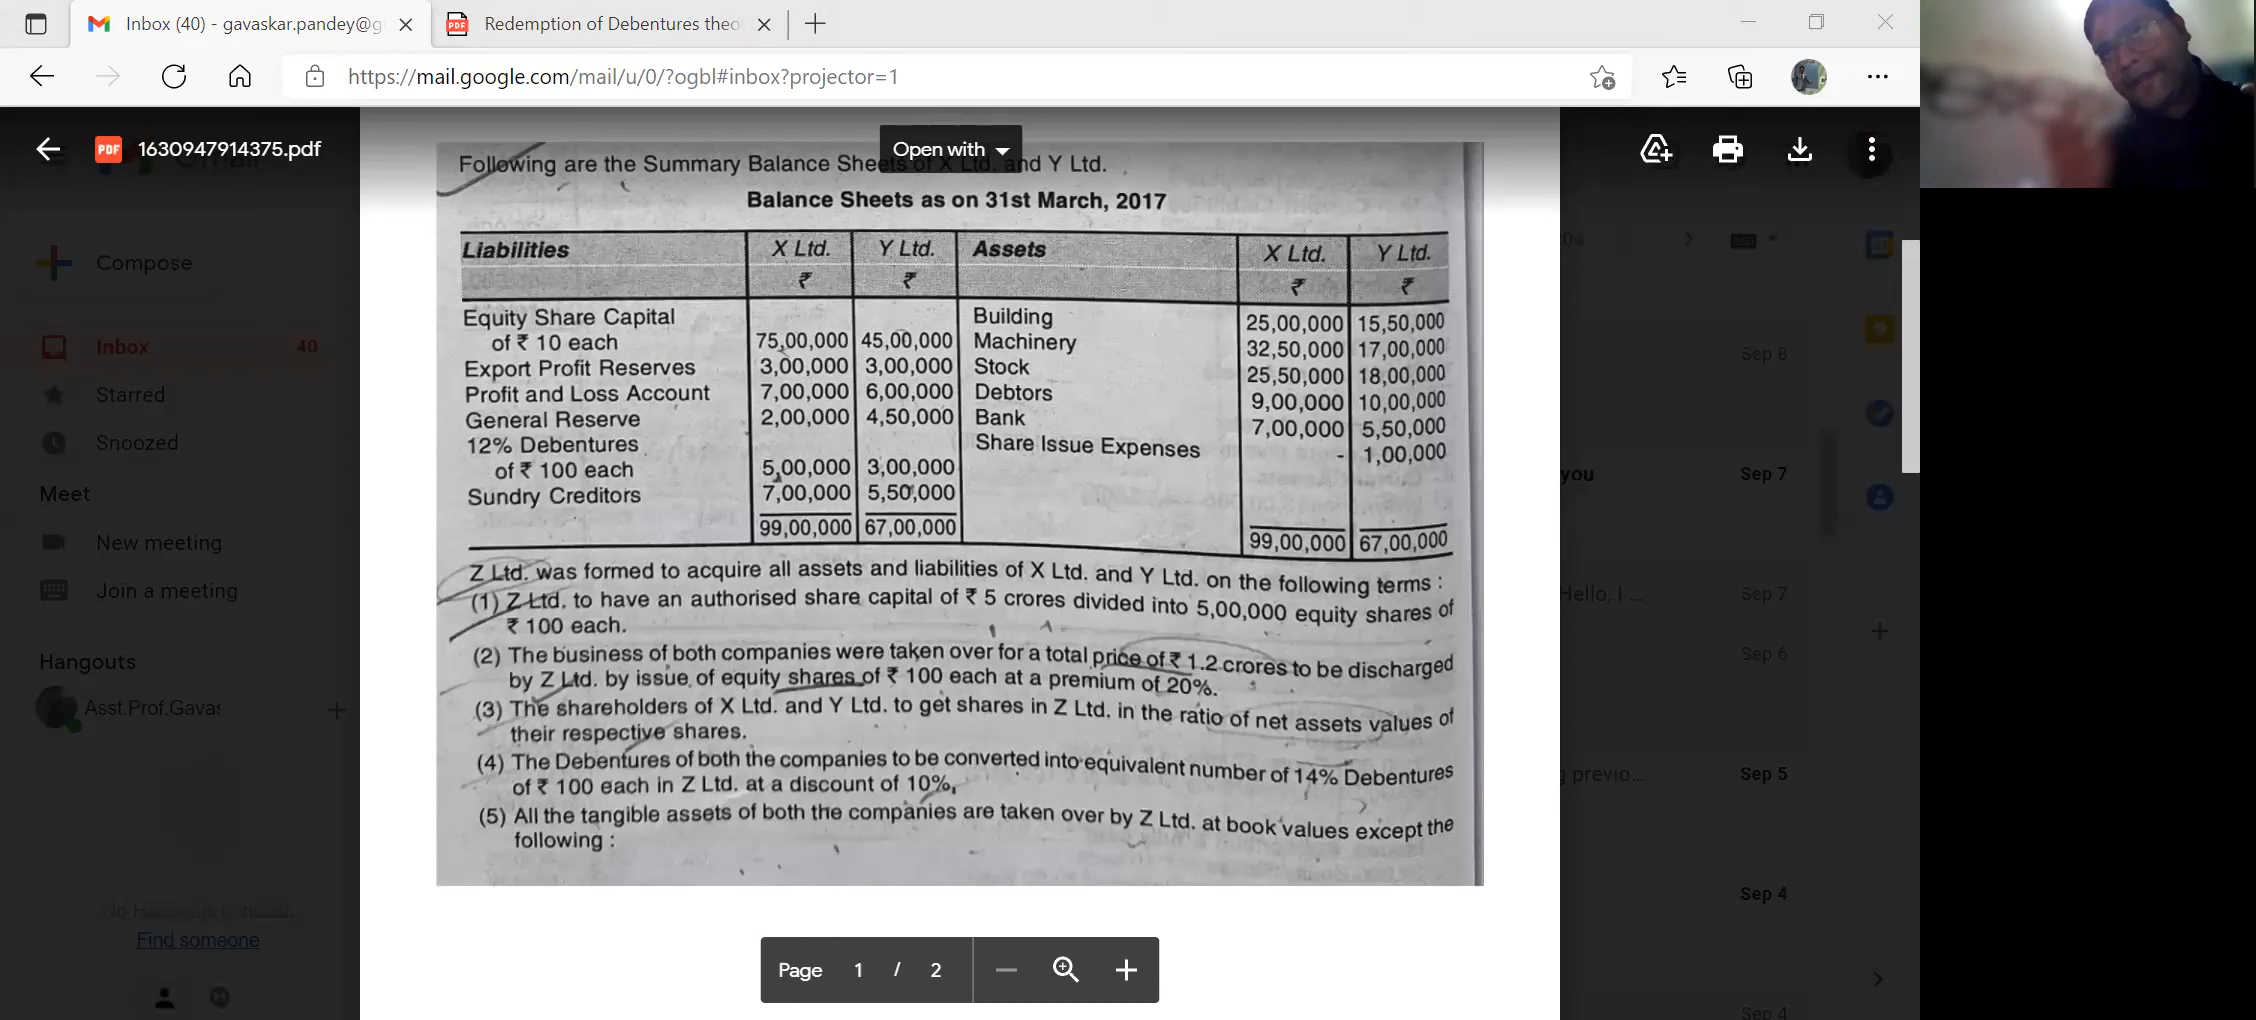 Inbox (40) - gavaskar.pandey@g
Redemption of Debentures theo
https://mail.google.com/mail/u/0/?ogbl#inbox?projector=1
PDF 1630947914375.pdf
Open with
Compose
Inbox 40
Starred
Snoozed
Meet
New meeting
Join a meeting
Hangouts
Asst.Prof.Gavas
Find someone
Following are the Summary Balance Sheets of X Ltd. and Y Ltd.
Balance Sheets as on 31st March, 2017
Liabilities X Ltd. Y Ltd. Assets X Ltd. Y Ltd.
₹ ₹ ₹ ₹
Equity Share Capital Building 25,00,000 15,50,000
of ₹ 10 each 75,00,000 45,00,000 Machinery 32,50,000 17,00,000
Export Profit Reserves 3,00,000 3,00,000 Stock 25,50,000 18,00,000
Profit and Loss Account 7,00,000 6,00,000 Debtors 9,00,000 10,00,000
General Reserve 2,00,000 4,50,000 Bank 7,00,000 5,50,000
12% Debentures Share Issue Expenses - 1,00,000
of ₹ 100 each 5,00,000 3,00,000
Sundry Creditors 7,00,000 5,50,000
99,00,000 67,00,000 99,00,000 67,00,000
Z Ltd. was formed to acquire all assets and liabilities of X Ltd. and Y Ltd. on the following terms :
(1) Z Ltd. to have an authorised share capital of ₹ 5 crores divided into 5,00,000 equity shares of
₹ 100 each.
(2) The business of both companies were taken over for a total price of ₹ 1.2 crores to be discharged
by Z Ltd. by issue of equity shares of ₹ 100 each at a premium of 20%.
(3) The shareholders of X Ltd. and Y Ltd. to get shares in Z Ltd. in the ratio of net assets values of
their respective shares.
(4) The Debentures of both the companies to be converted into equivalent number of 14% Debentures
of ₹ 100 each in Z Ltd. at a discount of 10%.
(5) All the tangible assets of both the companies are taken over by Z Ltd. at book values except the
following :
Page 1 / 2
Sep 8
you Sep 7
Hello, I ... Sep 7
Sep 6
previo... Sep 5
Sep 4
Sep 4